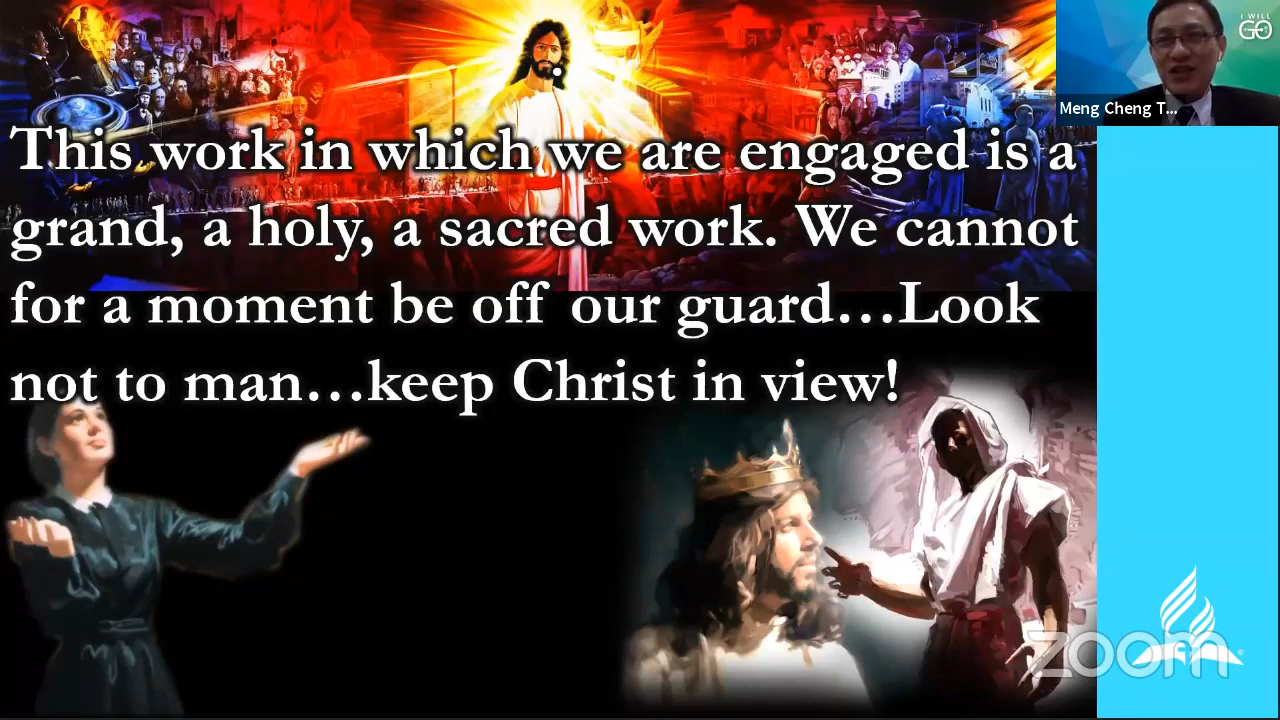 I WILL
GO
Meng Cheng T...
This work in which we are engaged is a
grand, a holy, a sacred work. We cannot
for a moment be off our guard…Look
not to man…keep Christ in view!
zoom